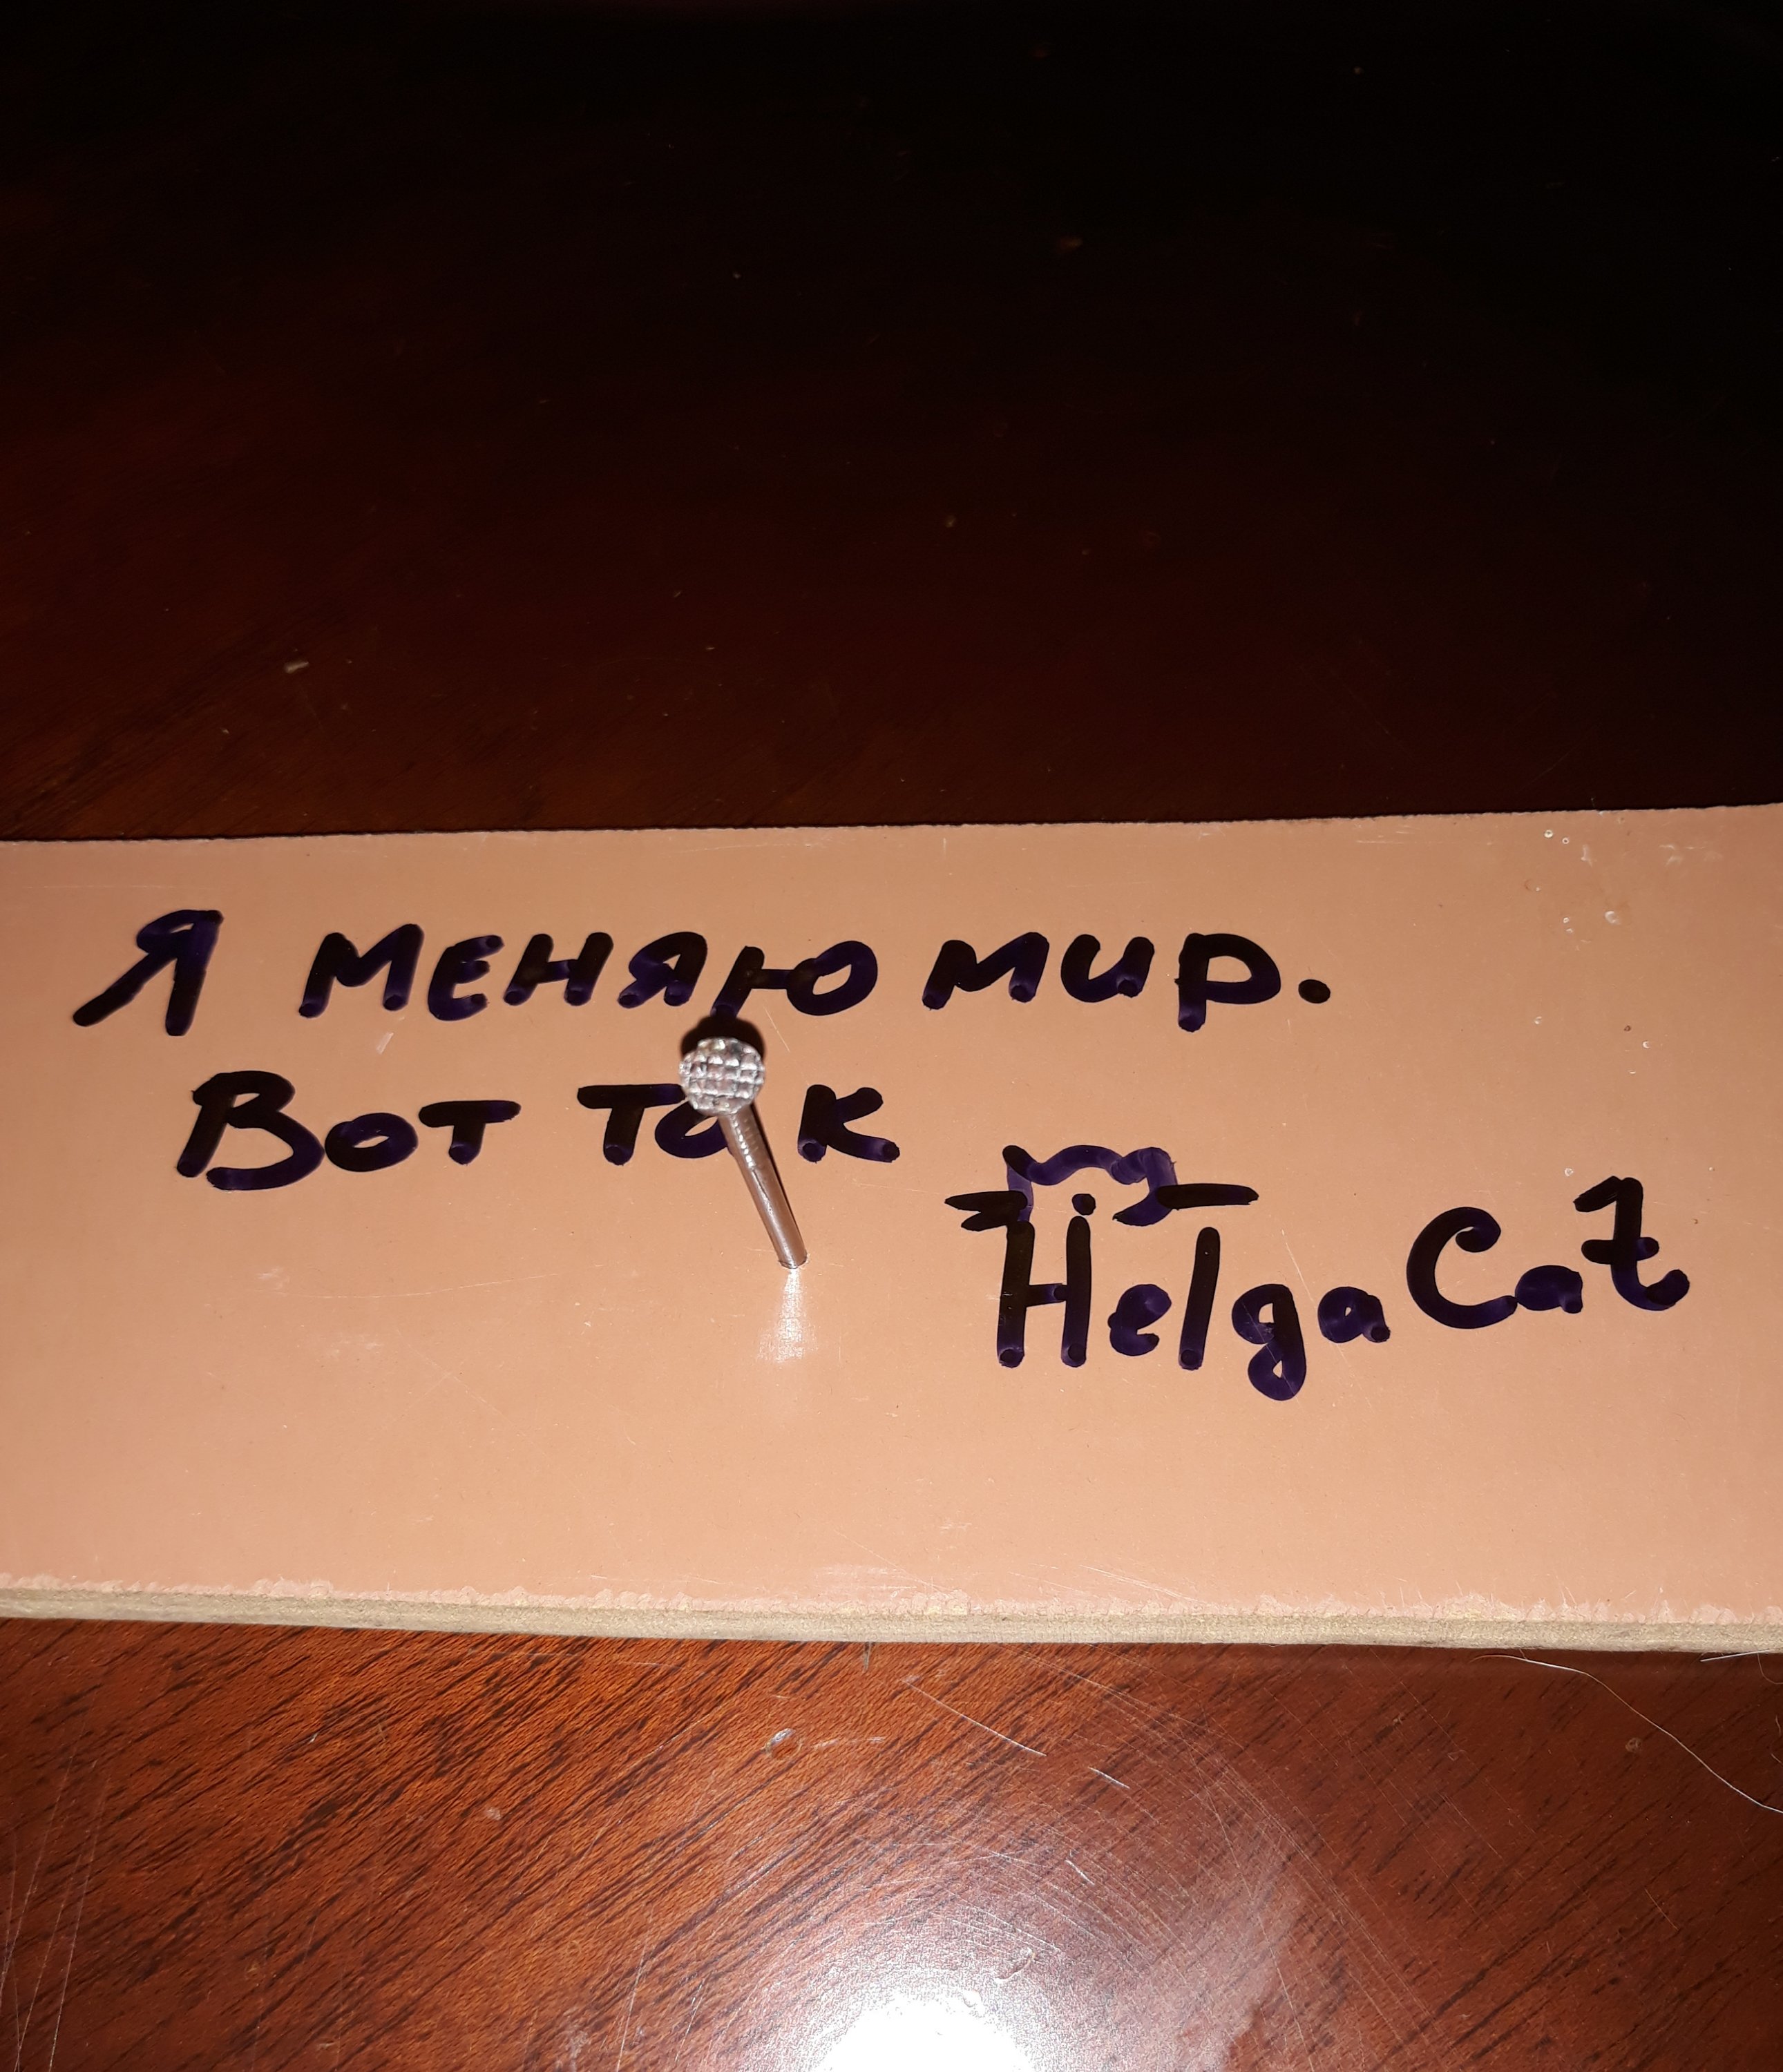 Я меняю мир.
Вот так
HelgaCat